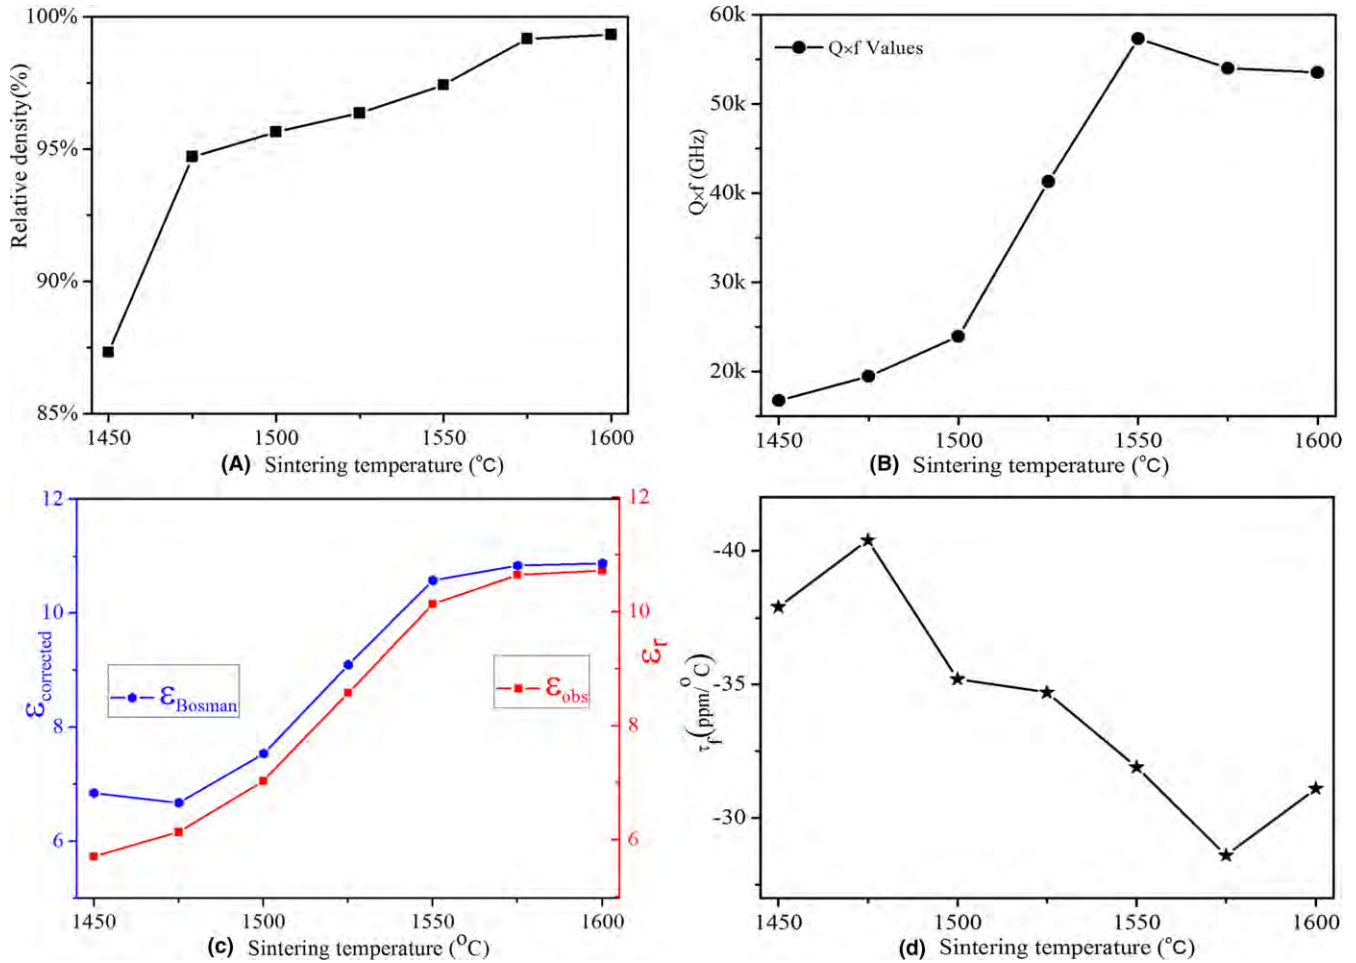 100%
95%
90%
85%
Relative density(%)
1450
1500
1550
1600
(A) Sintering temperature (°C)
60k
50k
40k
30k
20k
Q×f (GHz)
Q×f Values
1450
1500
1550
1600
(B) Sintering temperature (°C)
12
10
8
6
εcorrected
εBosman
12
10
8
6
εr
εobs
1450
1500
1550
1600
(c) Sintering temperature (°C)
-40
-35
-30
τf(ppm/°C)
1450
1500
1550
1600
(d) Sintering temperature (°C)